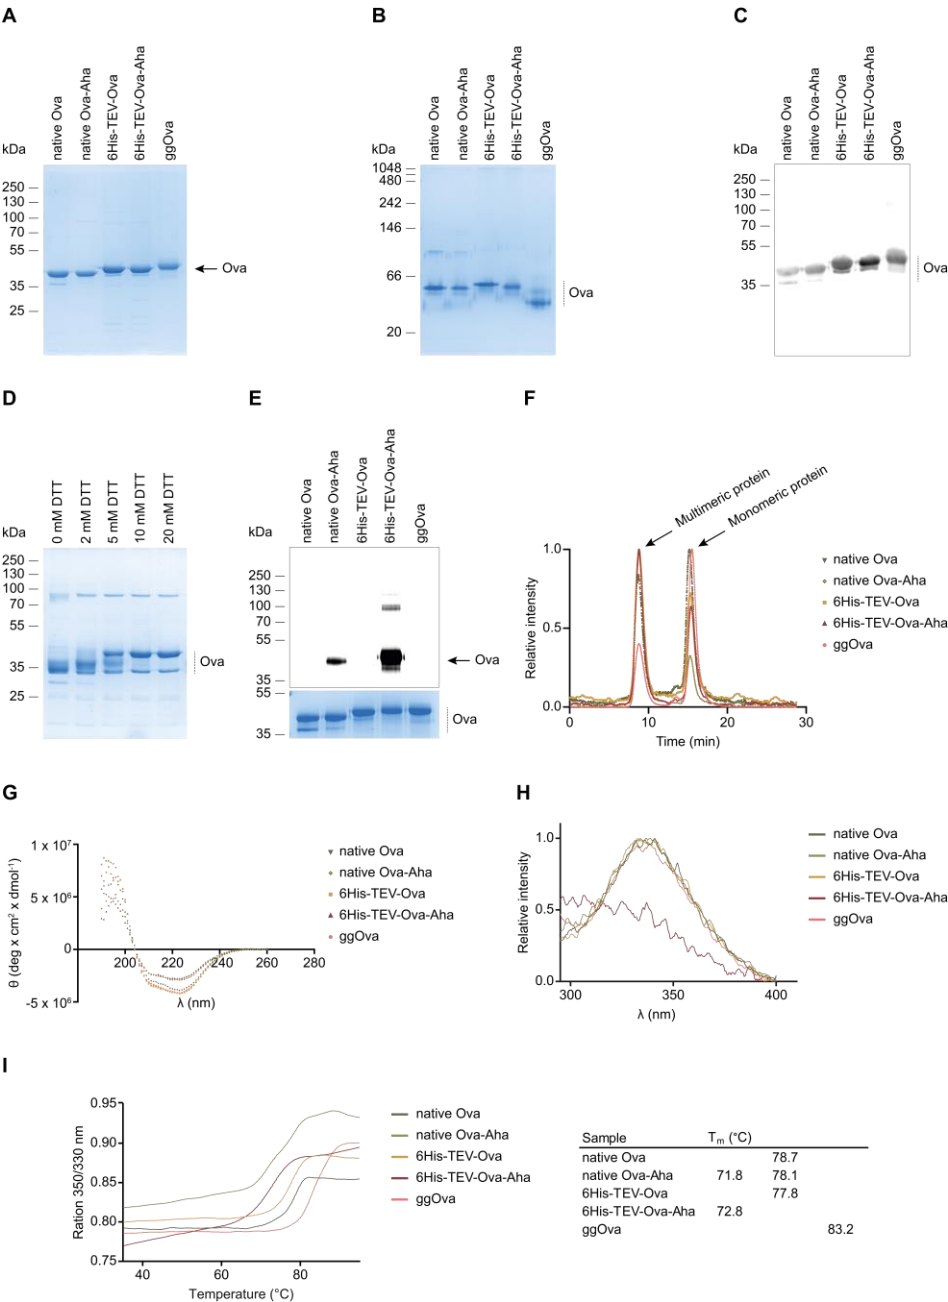 A
kDa
native Ova
native Ova-Aha
6His-TEV-Ova
6His-TEV-Ova-Aha
ggOva
250
130
100
70
55
35
25
Ova
B
kDa
native Ova
native Ova-Aha
6His-TEV-Ova
6His-TEV-Ova-Aha
ggOva
1048
480
242
146
66
20
Ova
C
kDa
native Ova
native Ova-Aha
6His-TEV-Ova
6His-TEV-Ova-Aha
ggOva
250
130
100
70
55
35
Ova
D
kDa
0 mM DTT
2 mM DTT
5 mM DTT
10 mM DTT
20 mM DTT
250
130
100
70
55
35
25
Ova
E
kDa
native Ova
native Ova-Aha
6His-TEV-Ova
6His-TEV-Ova-Aha
ggOva
250
130
100
70
55
35
Ova
55
35
Ova
F
Multimeric protein
Monomeric protein
Relative intensity
1.0
0.5
0.0
0 10 20 30
Time (min)
native Ova
native Ova-Aha
6His-TEV-Ova
6His-TEV-Ova-Aha
ggOva
G
θ (deg x cm² x dmol⁻¹)
1 x 10⁷
5 x 10⁶
0
-5 x 10⁶
200 220 240 260 280
λ (nm)
native Ova
native Ova-Aha
6His-TEV-Ova
6His-TEV-Ova-Aha
ggOva
H
Relative intensity
1.0
0.5
0.0
300 350 400
λ (nm)
native Ova
native Ova-Aha
6His-TEV-Ova
6His-TEV-Ova-Aha
ggOva
I
Ration 350/330 nm
0.95
0.90
0.85
0.80
0.75
40 60 80
Temperature (°C)
native Ova
native Ova-Aha
6His-TEV-Ova
6His-TEV-Ova-Aha
ggOva
Sample Tm (°C)
native Ova 78.7
native Ova-Aha 71.8 78.1
6His-TEV-Ova 77.8
6His-TEV-Ova-Aha 72.8
ggOva 83.2